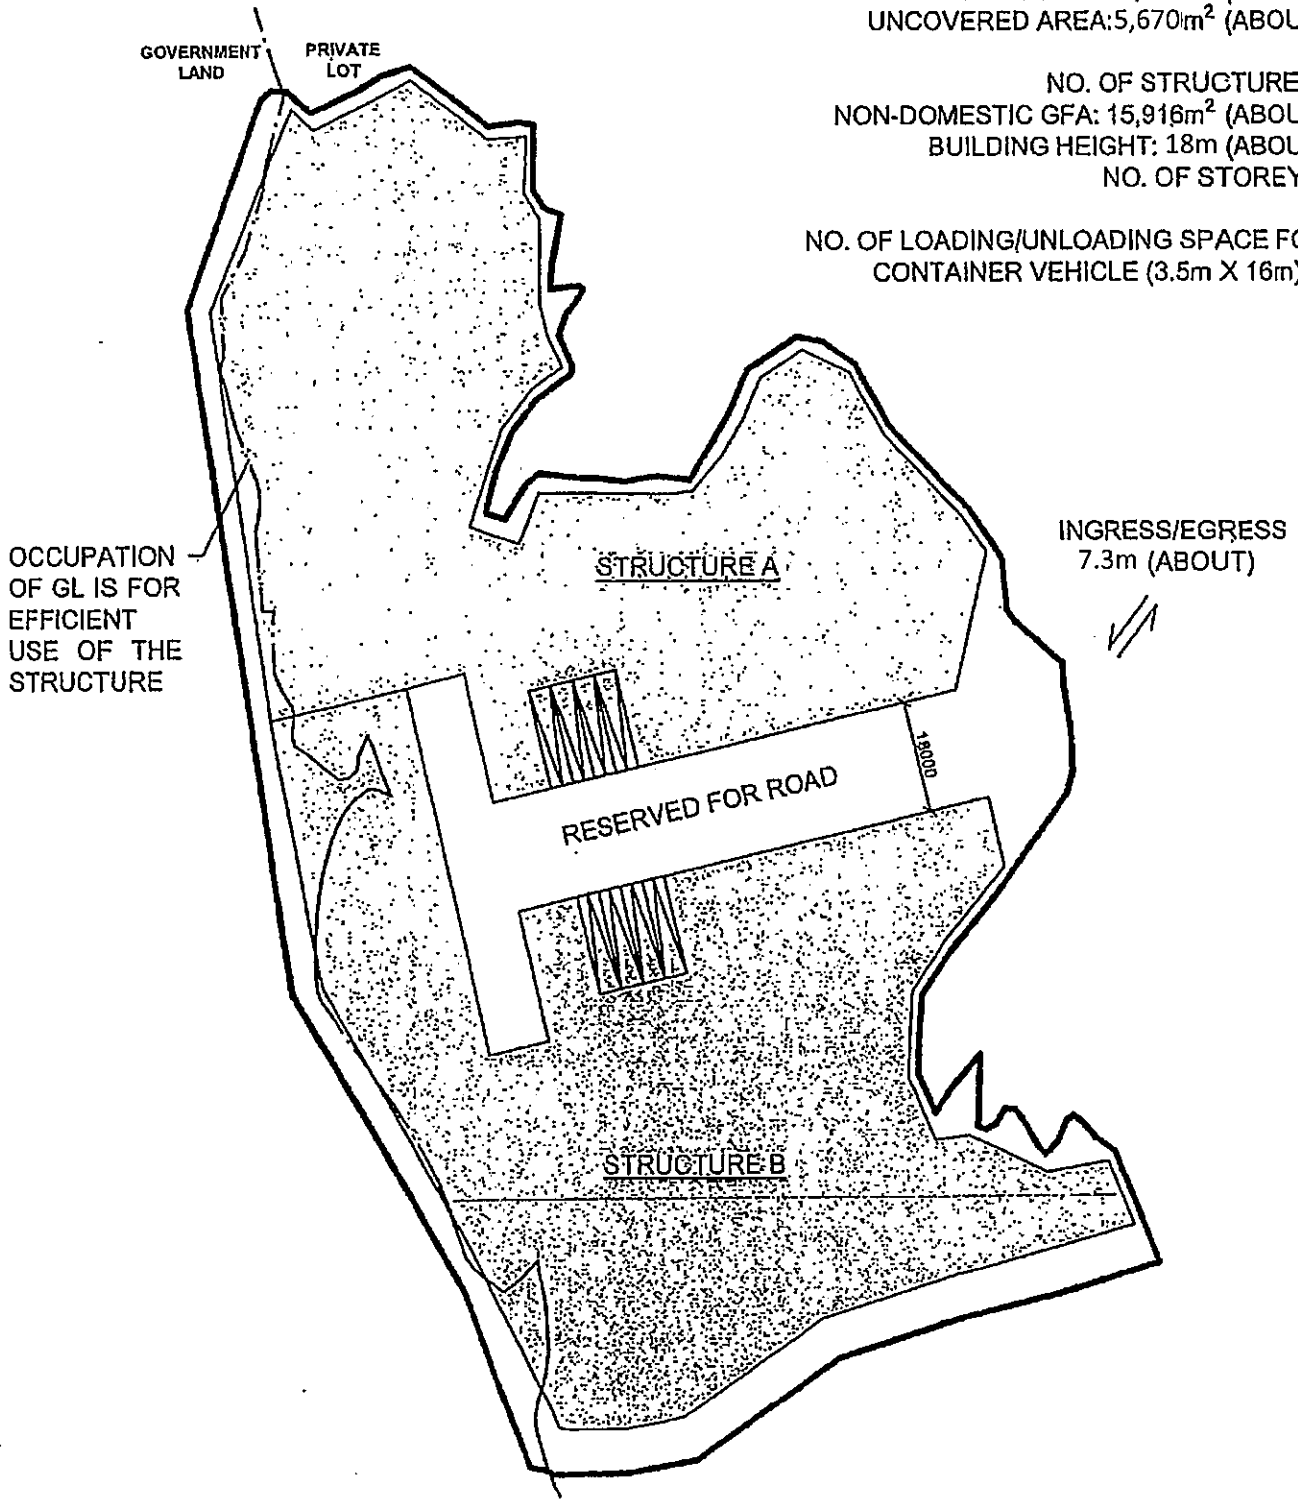 UNCOVERED AREA:5,670m² (ABOU
GOVERNMENT
LAND
PRIVATE
LOT
NO. OF STRUCTURE
NON-DOMESTIC GFA: 15,916m² (ABOU
BUILDING HEIGHT: 18m (ABOU
NO. OF STOREY
NO. OF LOADING/UNLOADING SPACE FO
CONTAINER VEHICLE (3.5m X 16m)
INGRESS/EGRESS
7.3m (ABOUT)
OCCUPATION
OF GL IS FOR
EFFICIENT
USE OF THE
STRUCTURE
STRUCTURE A
18000
RESERVED FOR ROAD
STRUCTURE B